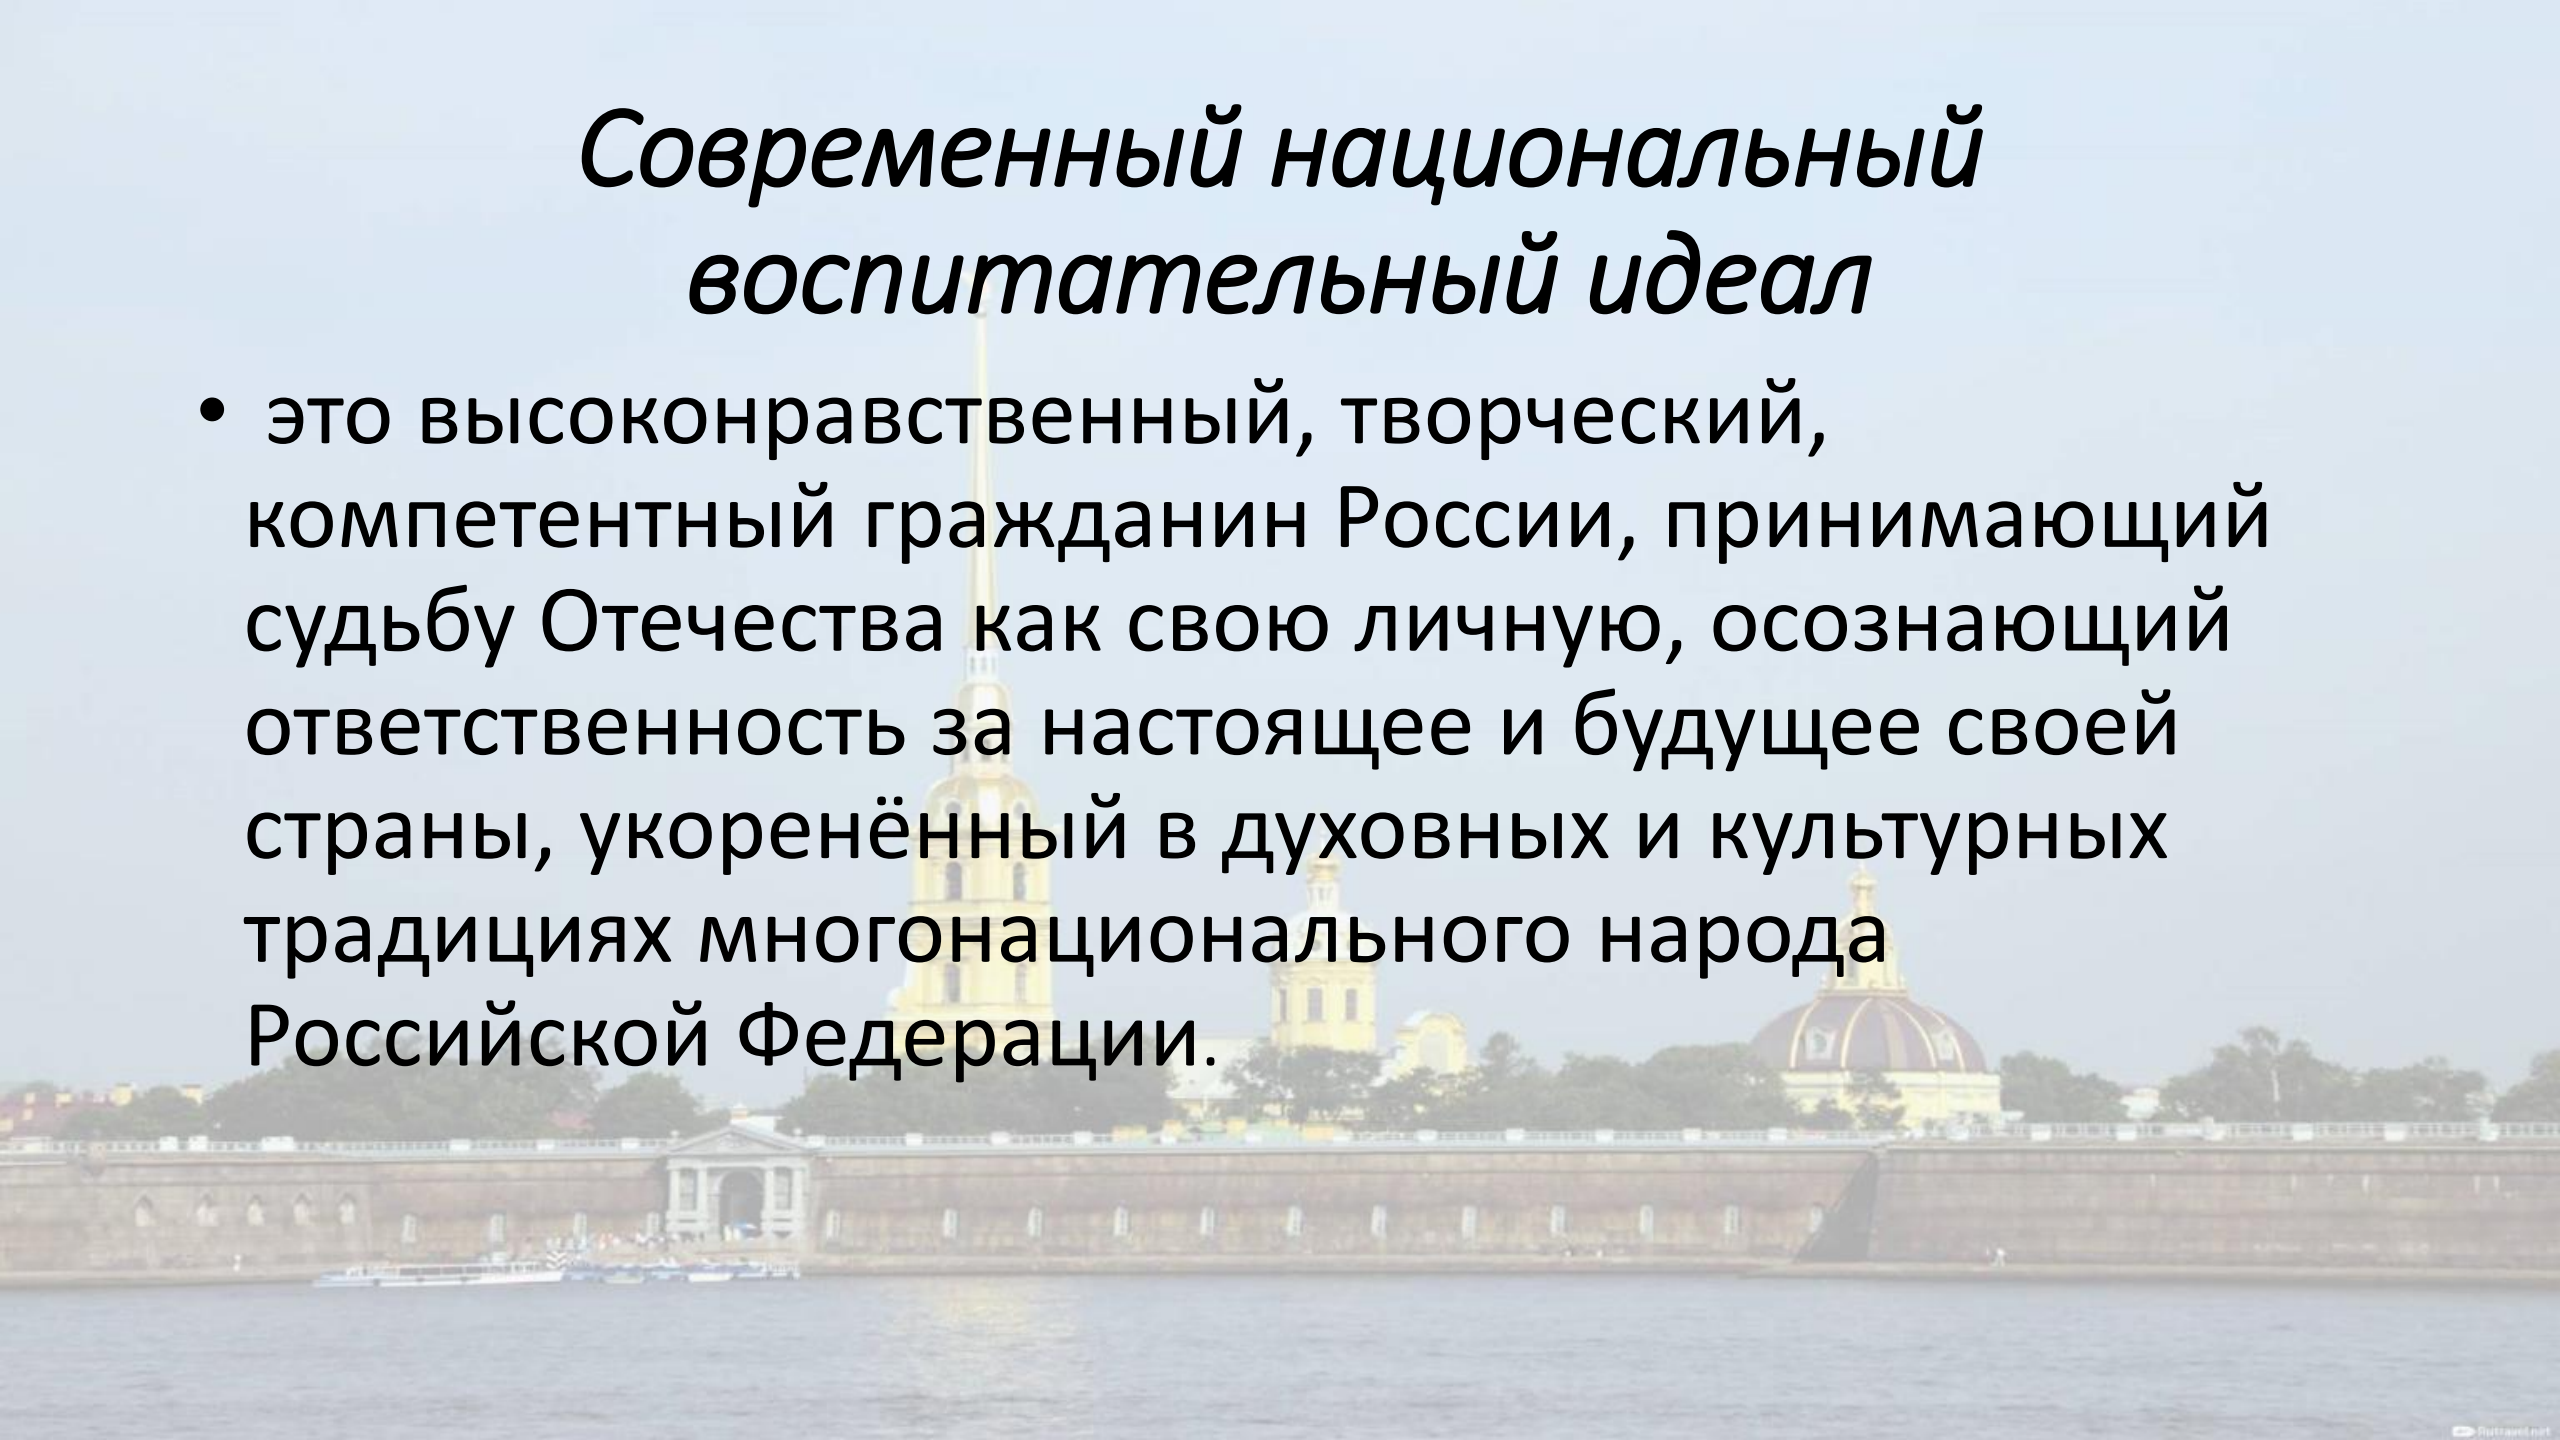 Современный национальный
воспитательный идеал
• это высоконравственный, творческий,
компетентный гражданин России, принимающий
судьбу Отечества как свою личную, осознающий
ответственность за настоящее и будущее своей
страны, укоренённый в духовных и культурных
традициях многонационального народа
Российской Федерации.